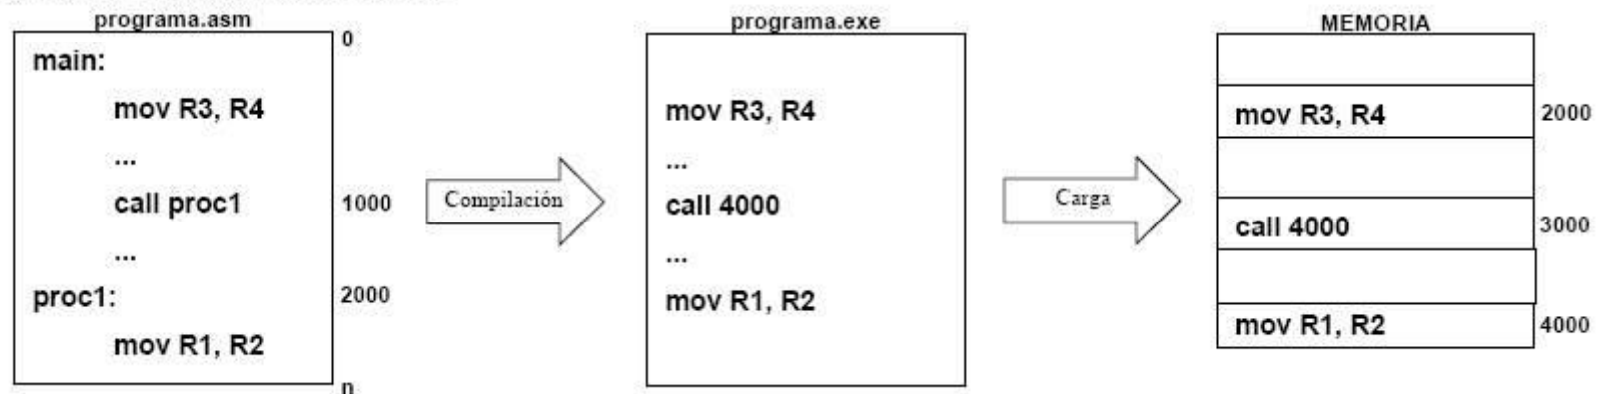 programa.asm
0
main:
mov R3, R4
...
call proc1
1000
...
proc1:
2000
mov R1, R2
n
Compilación
programa.exe
mov R3, R4
...
call 4000
...
mov R1, R2
Carga
MEMORIA
mov R3, R4
2000
call 4000
3000
mov R1, R2
4000